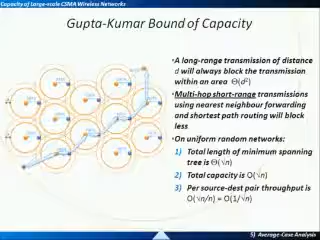 Capacity of Large-scale CSMA Wireless Networks
Gupta-Kumar Bound of Capacity
•A long-range transmission of distance
d will always block the transmission
within an area Θ(d²)
•Multi-hop short-range transmissions
using nearest neighbour forwarding
and shortest path routing will block
less
•On uniform random networks:
1) Total length of minimum spanning
tree is Θ(√n)
2) Total capacity is O(√n)
3) Per source-dest pair throughput is
O(√n/n) = O(1/√n)
5) Average-Case Analysis